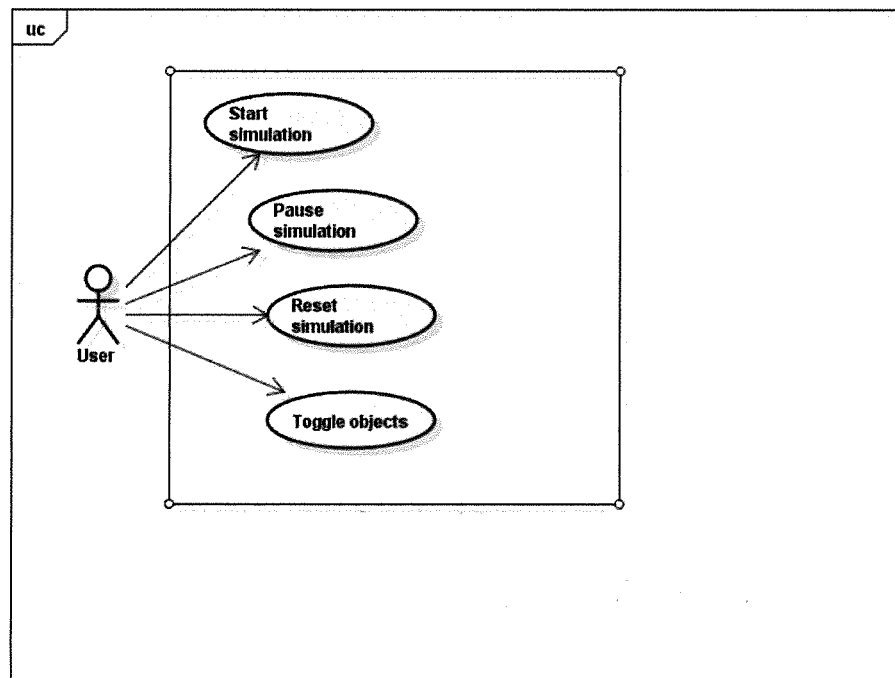 uc
Start
simulation
Pause
simulation
Reset
simulation
User
Toggle objects